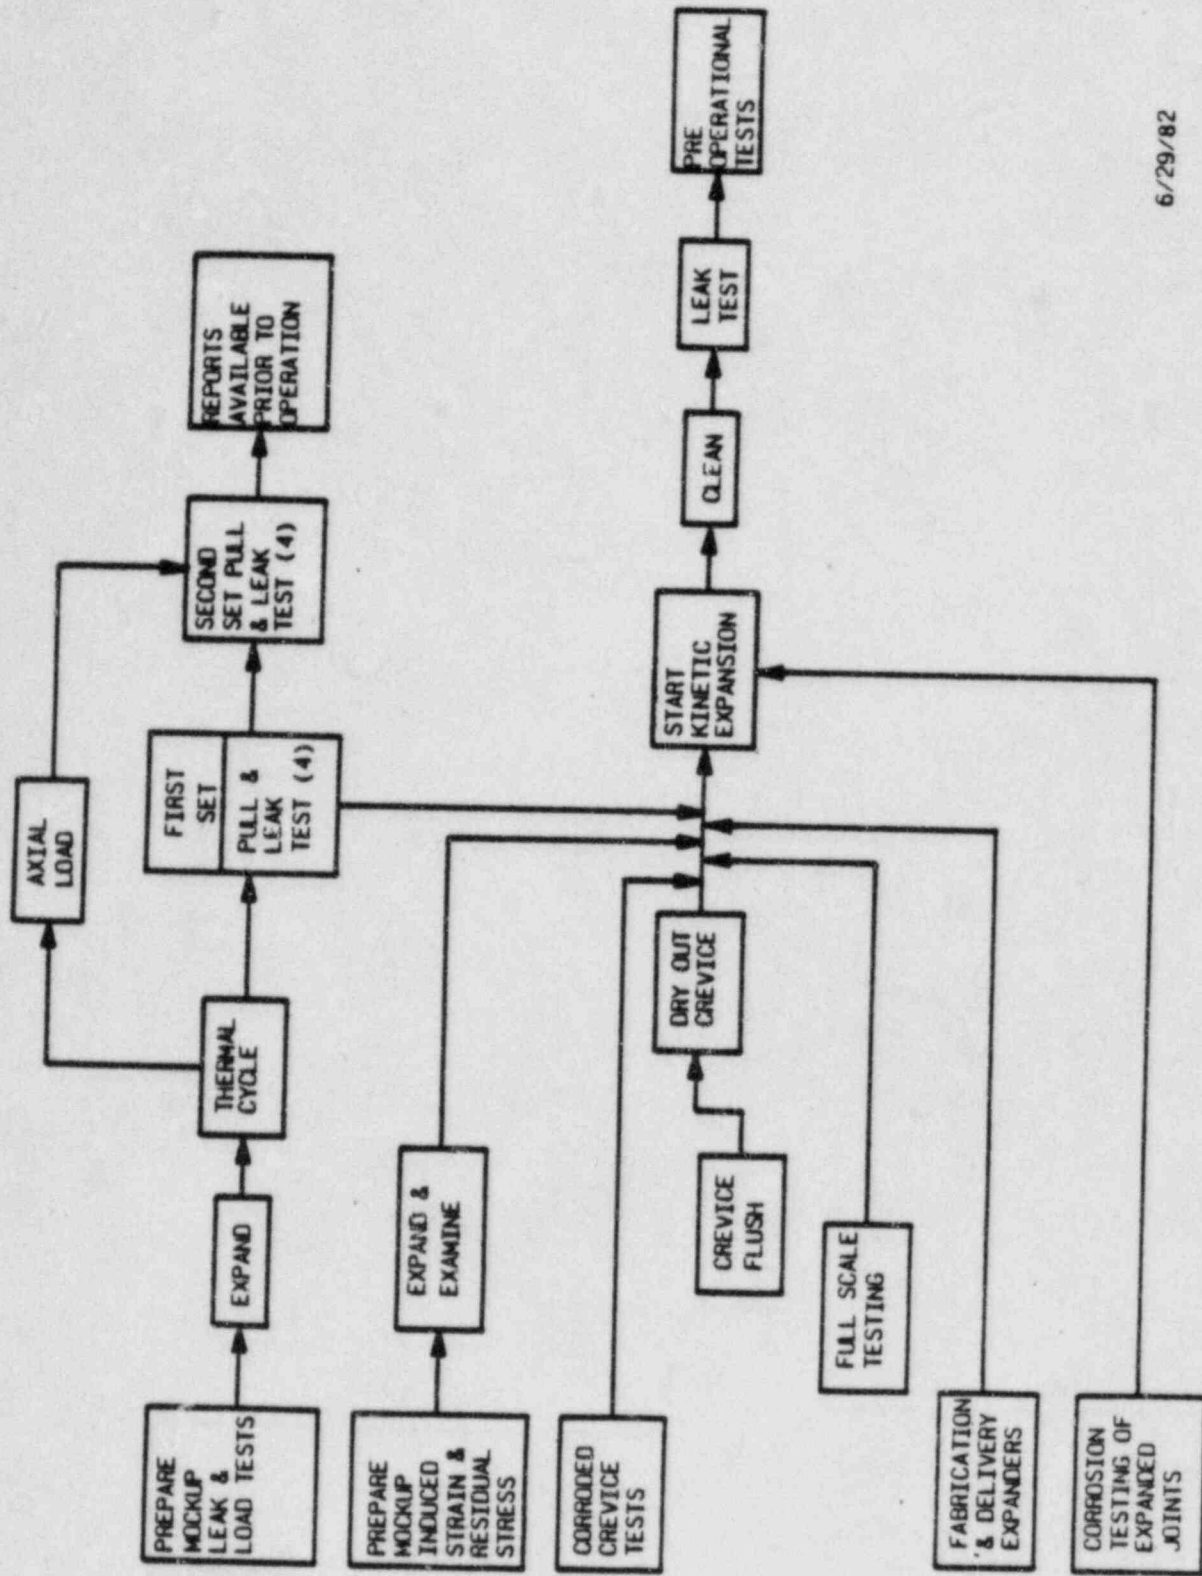 PREPARE
MOCKUP
LEAK &
LOAD TESTS
EXPAND
THERMAL
CYCLE
AXIAL
LOAD
FIRST
SET
PULL &
LEAK
TEST (4)
SECOND
SET PULL
& LEAK
TEST (4)
REPORTS
AVAILABLE
PRIOR TO
OPERATION
PREPARE
MOCKUP
INDUCED
STRAIN &
RESIDUAL
STRESS
EXPAND &
EXAMINE
CORRODED
CREVICE
TESTS
CREVICE
FLUSH
DRY OUT
CREVICE
START
KINETIC
EXPANSION
CLEAN
LEAK
TEST
PRE
OPERATIONAL
TESTS
FULL SCALE
TESTING
FABRICATION
& DELIVERY
EXPANDERS
CORROSION
TESTING OF
EXPANDED
JOINTS
6/29/82